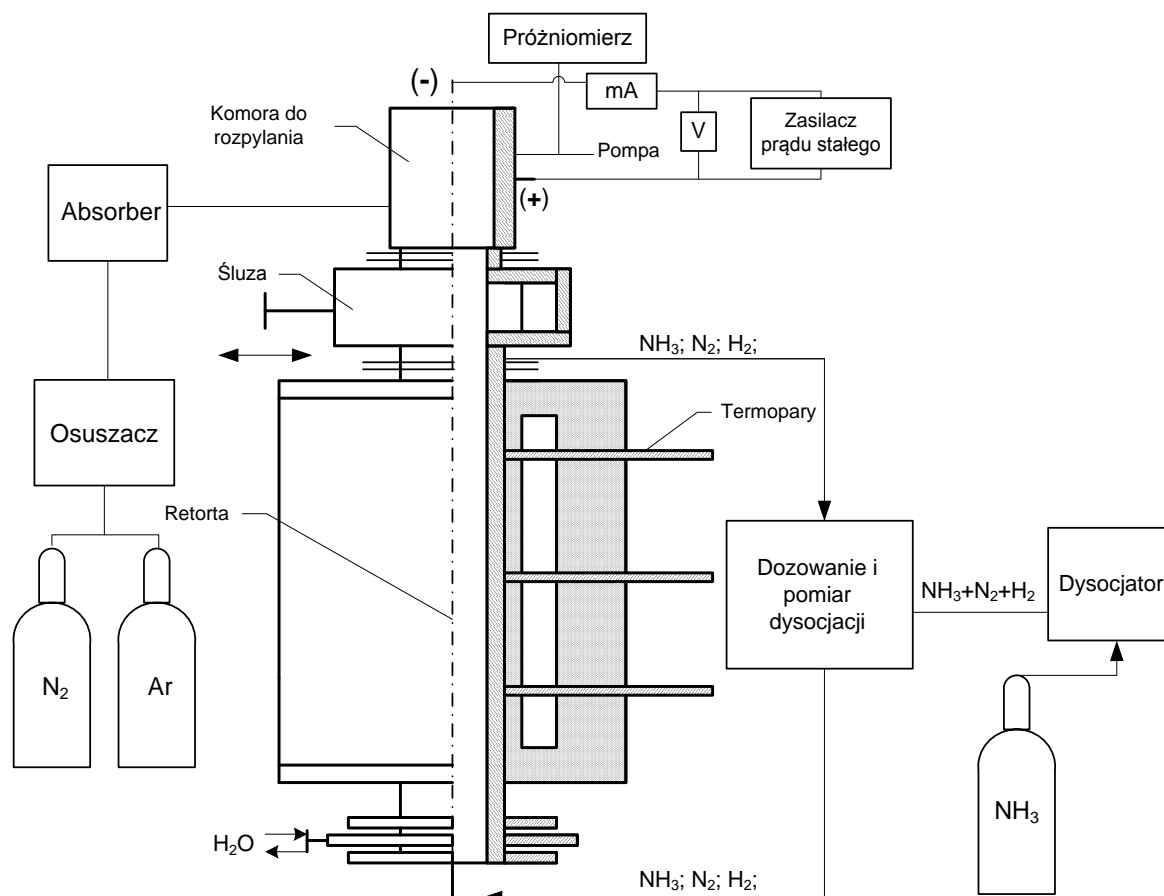 Próżniomierz
(-)
mA
Komora do
rozpylania
V
Zasilacz
prądu stałego
Pompa
(+)
Absorber
Śluza
NH₃; N₂; H₂;
Termopary
Osuszacz
Retorta
Dozowanie i
pomiar
dysocjacji
NH₃+N₂+H₂
Dysocjator
N₂
Ar
NH₃
H₂O
NH₃; N₂; H₂;